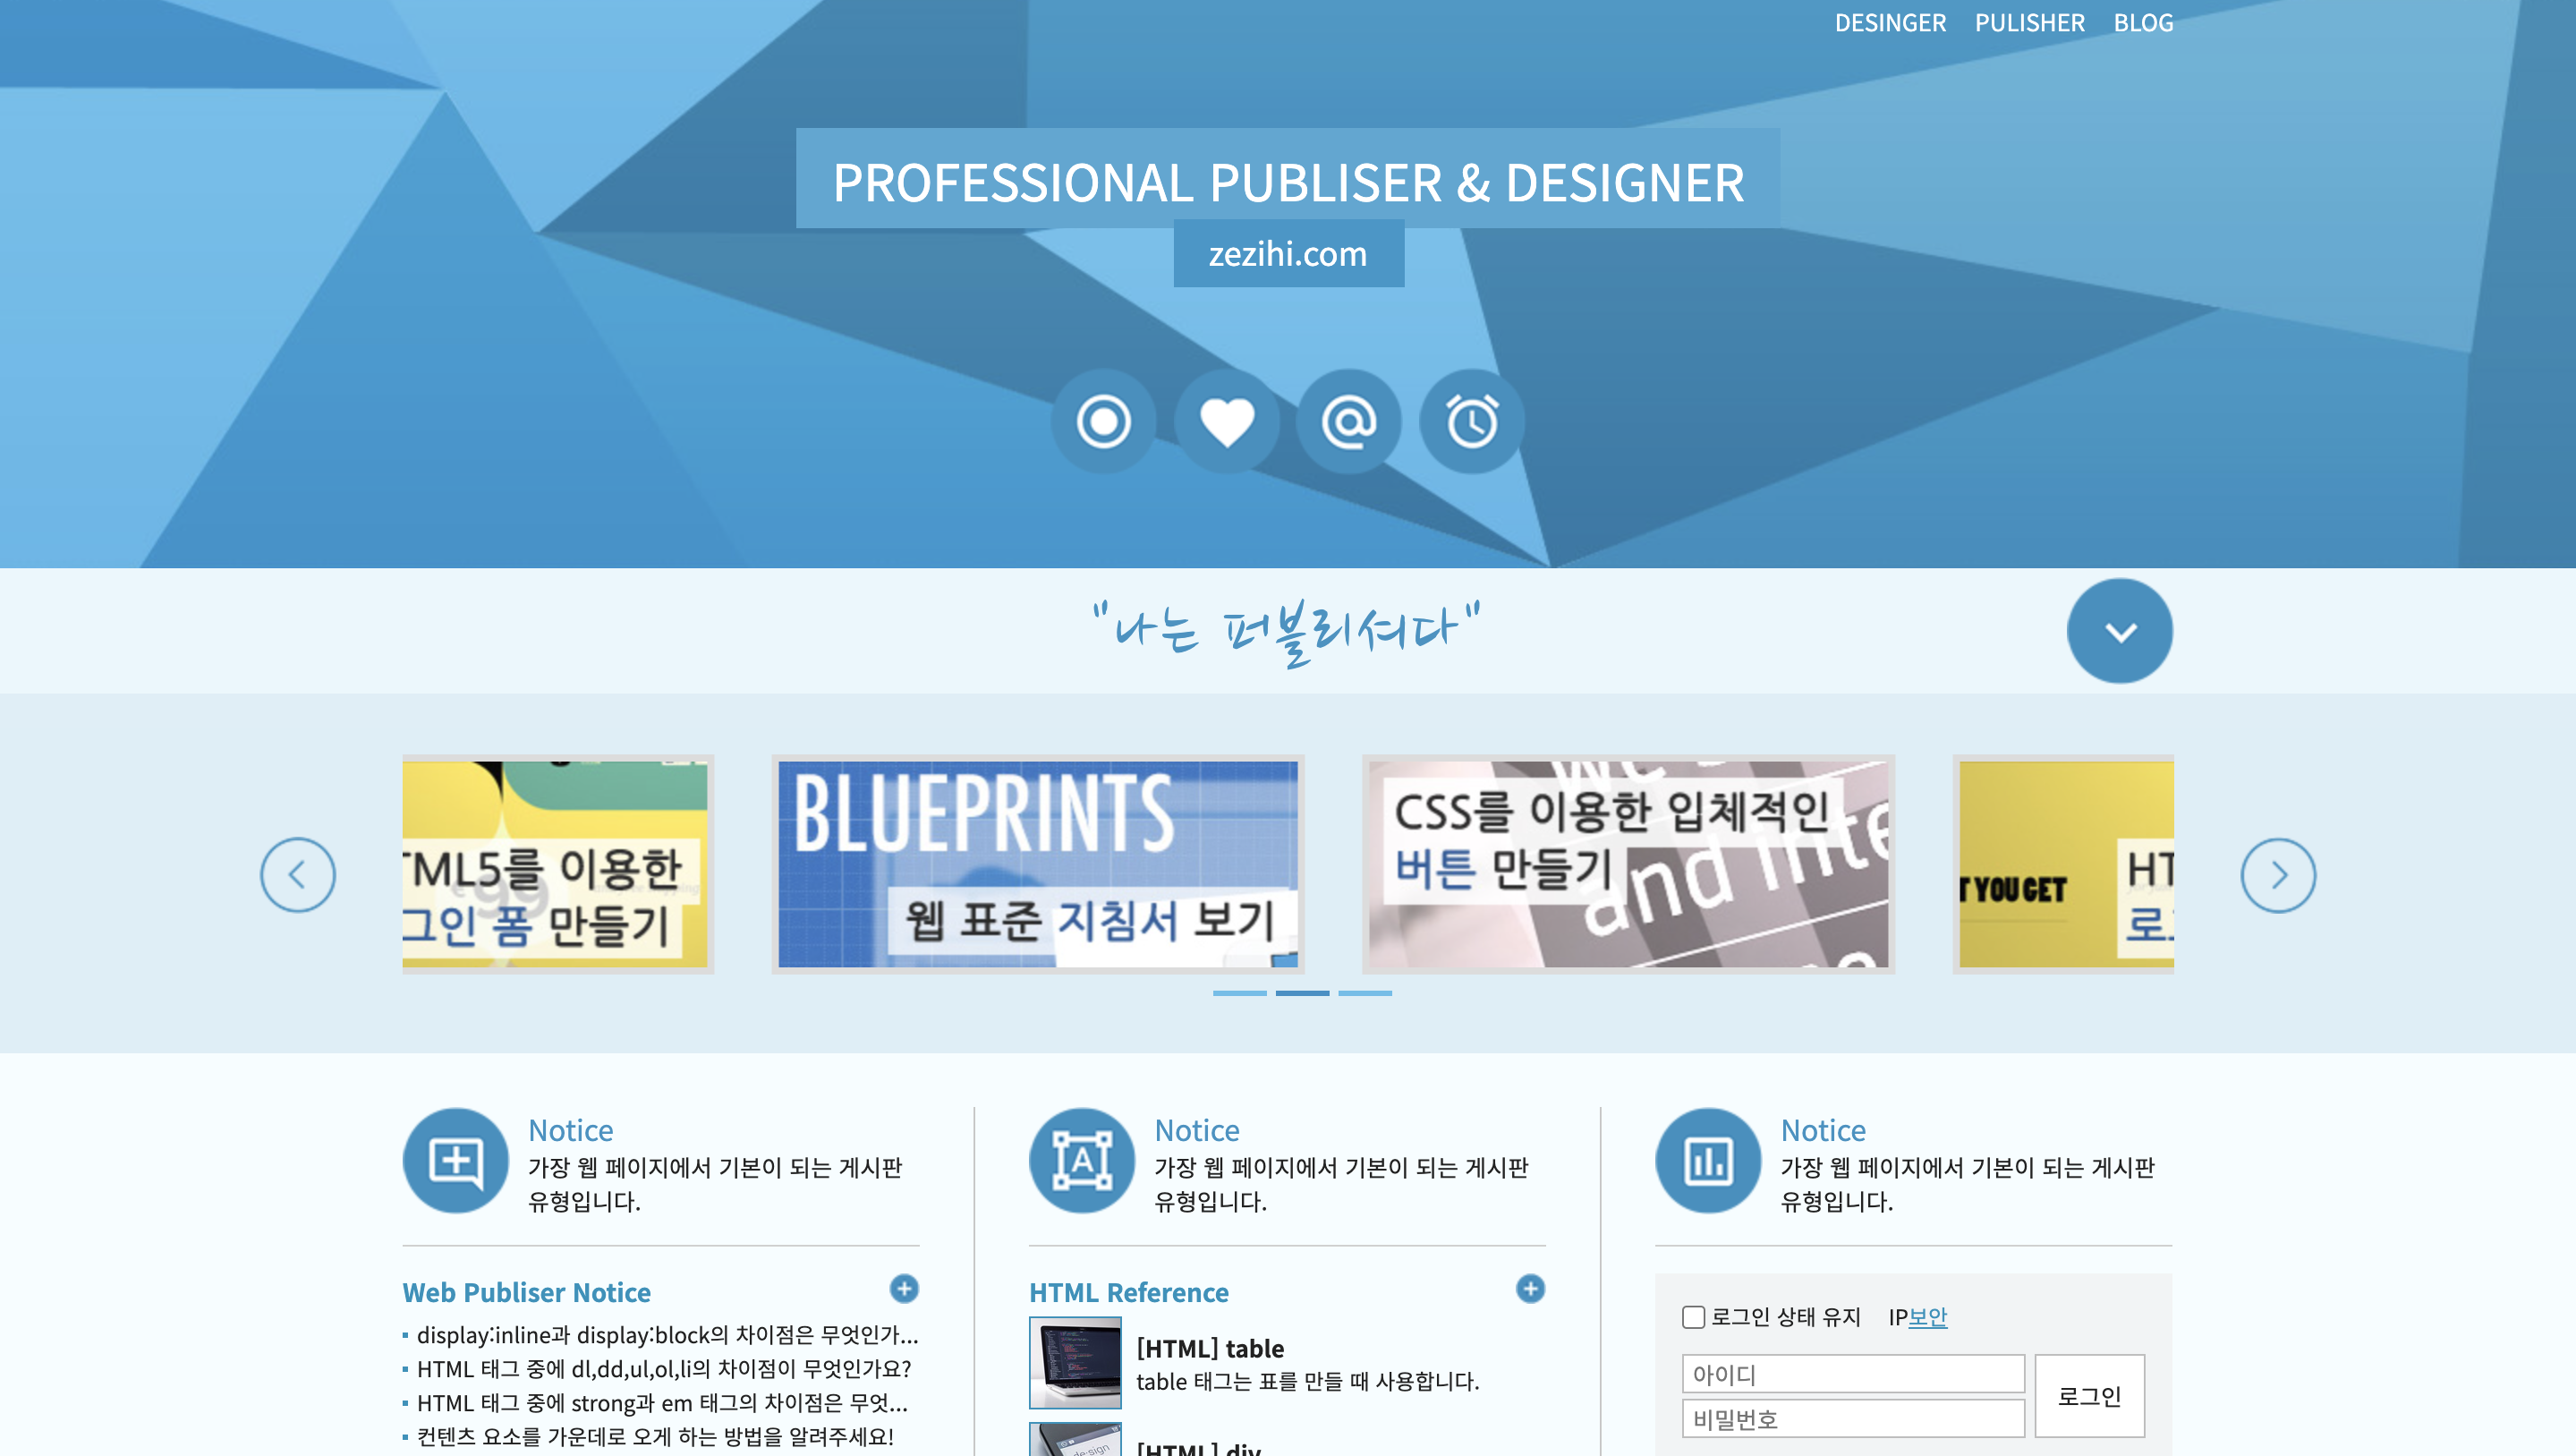 DESINGER PULISHER BLOG
PROFESSIONAL PUBLISER & DESIGNER
zezihi.com
"나는 퍼블리셔다"
TML5를 이용한
그인 폼 만들기
BLUEPRINTS
웹 표준 지침서 보기
CSS를 이용한 입체적인
버튼 만들기
and inte
T YOU GET
HT
로
Notice
가장 웹 페이지에서 기본이 되는 게시판
유형입니다.
Notice
가장 웹 페이지에서 기본이 되는 게시판
유형입니다.
Notice
가장 웹 페이지에서 기본이 되는 게시판
유형입니다.
Web Publiser Notice
display:inline과 display:block의 차이점은 무엇인가...
HTML 태그 중에 dl,dd,ul,ol,li의 차이점이 무엇인가요?
HTML 태그 중에 strong과 em 태그의 차이점은 무엇...
컨텐츠 요소를 가운데로 오게 하는 방법을 알려주세요!
HTML Reference
[HTML] table
table 태그는 표를 만들 때 사용합니다.
[HTML] div
로그인 상태 유지 IP보안
아이디
비밀번호
로그인